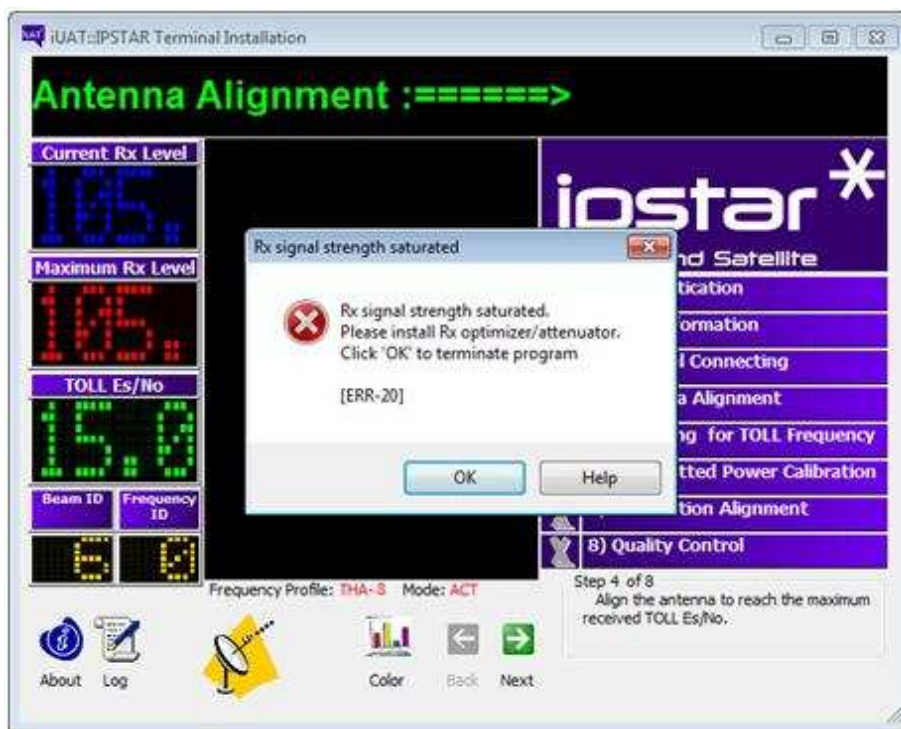 iUAT::IPSTAR Terminal Installation
Antenna Alignment :======>
Current Rx Level
105.
Maximum Rx Level
105.
TOLL Es/No
15.0
Beam ID
Frequency ID
6
0
ipstar
nd Satellite
Rx signal strength saturated
Rx signal strength saturated.
Please install Rx optimizer/attenuator.
Click 'OK' to terminate program
[ERR-20]
OK
Help
tication
ormation
d Connecting
a Alignment
ng for TOLL Frequency
tted Power Calibration
tion Alignment
8) Quality Control
Frequency Profile: THA-8 Mode: ACT
Step 4 of 8
Align the antenna to reach the maximum
received TOLL Es/No.
About
Log
Color
Back
Next